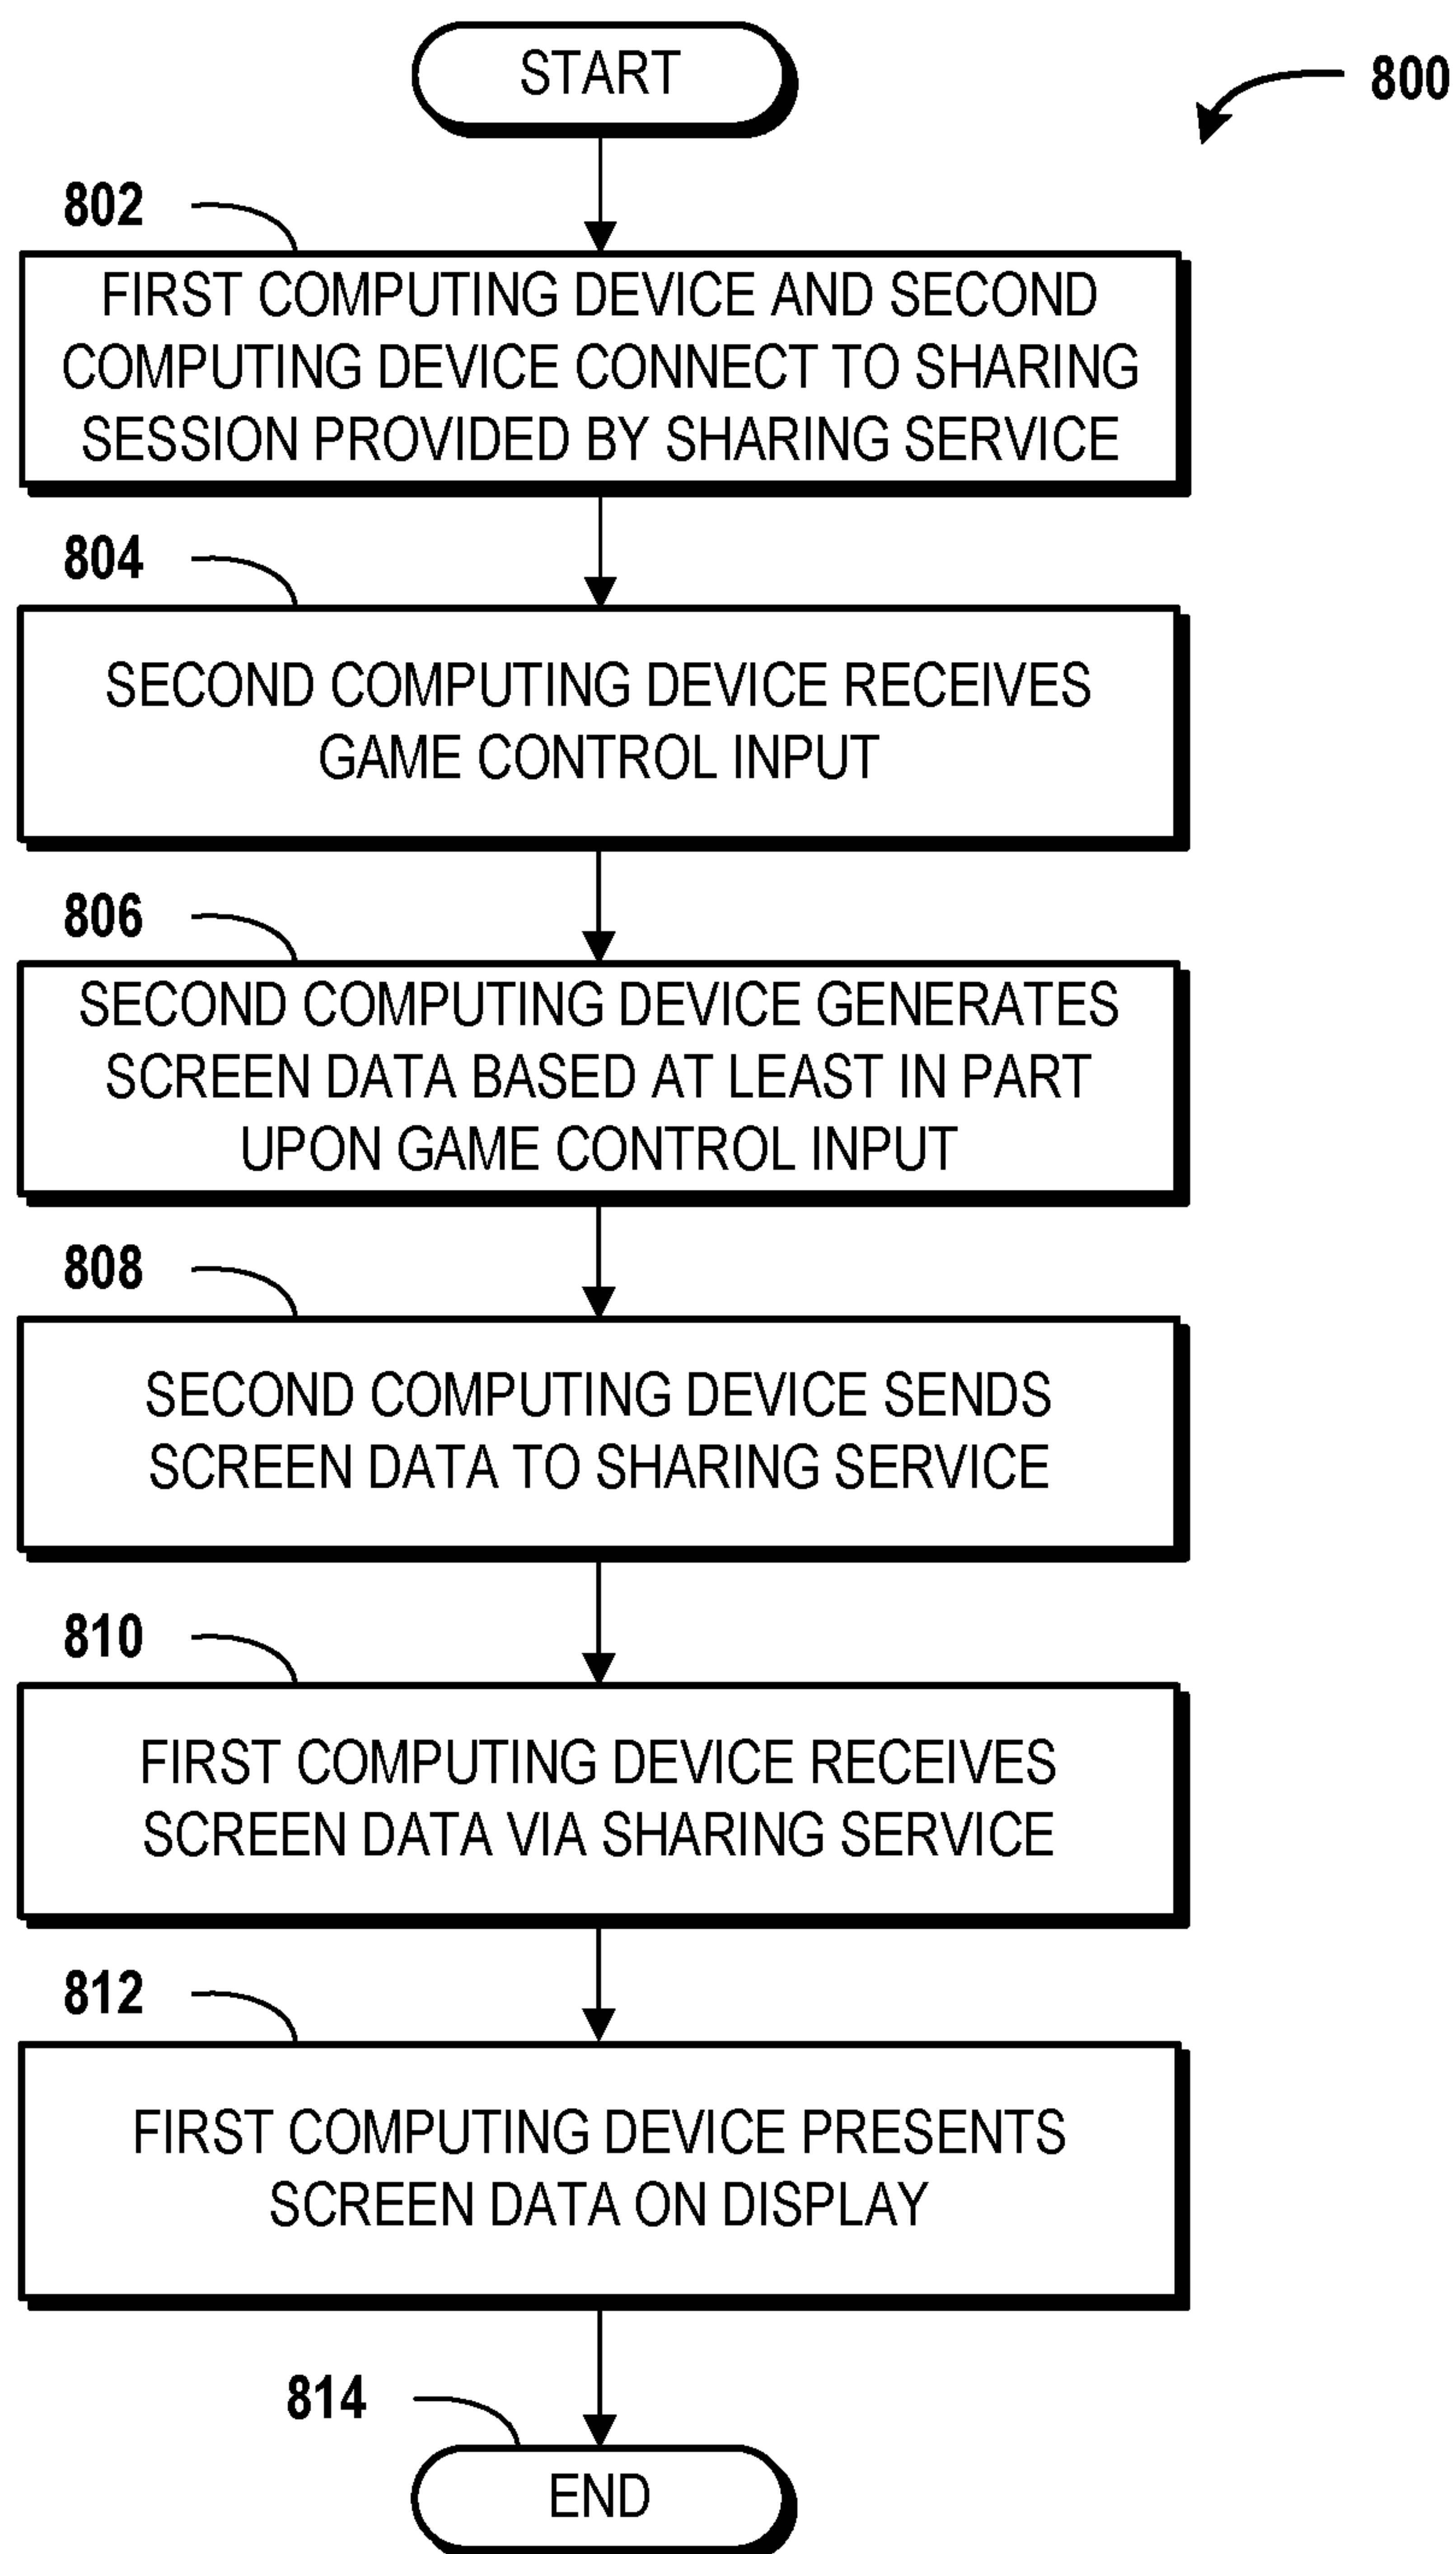 START
800
802
FIRST COMPUTING DEVICE AND SECOND
COMPUTING DEVICE CONNECT TO SHARING
SESSION PROVIDED BY SHARING SERVICE
804
SECOND COMPUTING DEVICE RECEIVES
GAME CONTROL INPUT
806
SECOND COMPUTING DEVICE GENERATES
SCREEN DATA BASED AT LEAST IN PART
UPON GAME CONTROL INPUT
808
SECOND COMPUTING DEVICE SENDS
SCREEN DATA TO SHARING SERVICE
810
FIRST COMPUTING DEVICE RECEIVES
SCREEN DATA VIA SHARING SERVICE
812
FIRST COMPUTING DEVICE PRESENTS
SCREEN DATA ON DISPLAY
814
END